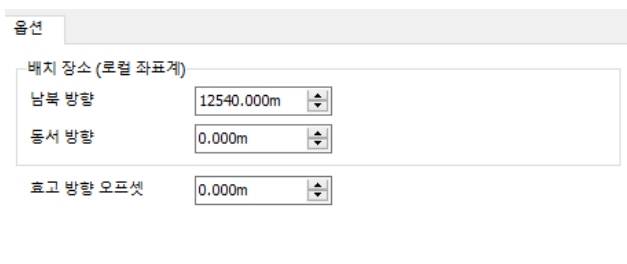 옵션
배치 장소 (로컬 좌표계)
남북 방향 12540.000m
동서 방향 0.000m
효고 방향 오프셋 0.000m